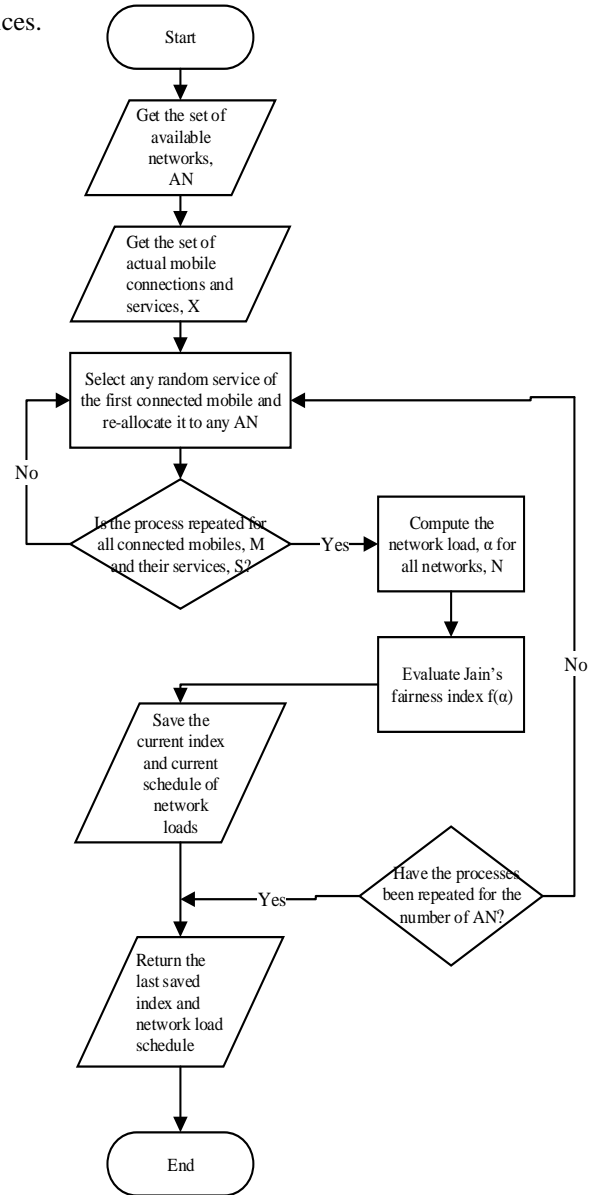 ices.
Start
Get the set of
available
networks,
AN
Get the set of
actual mobile
connections and
services, X
Select any random service of
the first connected mobile and
re-allocate it to any AN
No
Is the process repeated for
all connected mobiles, M
and their services, S?
Yes
Compute the
network load, α for
all networks, N
Evaluate Jain's
fairness index f(α)
No
Save the
current index
and current
schedule of
network
loads
Have the processes
been repeated for the
number of AN?
Yes
Return the
last saved
index and
network load
schedule
End